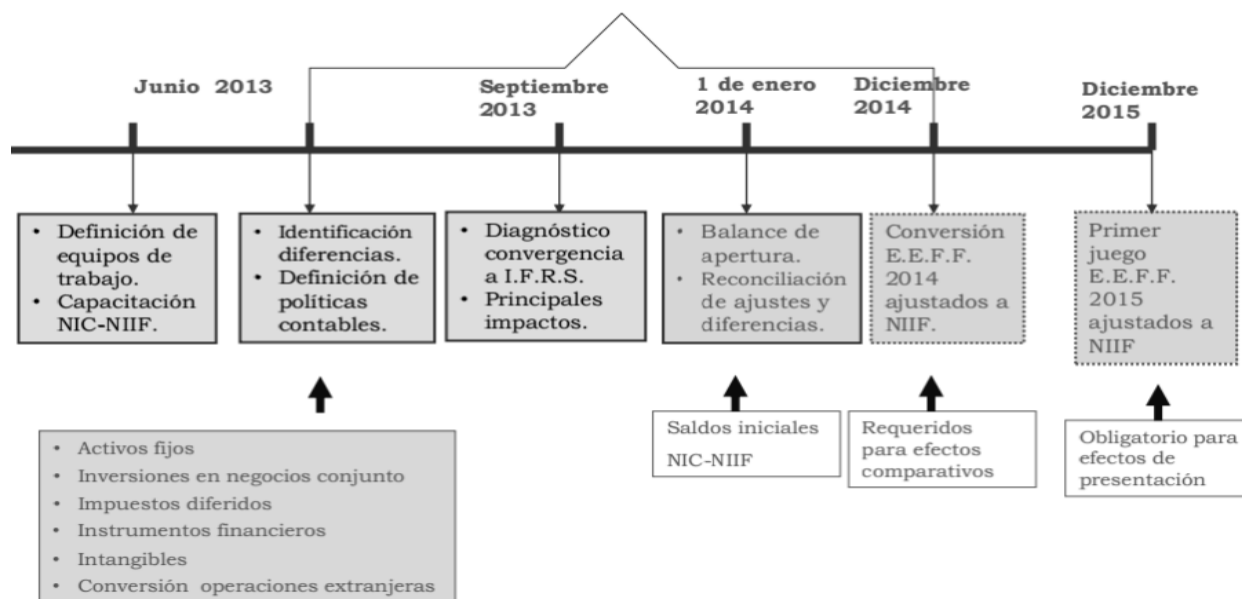 Junio 2013
Septiembre
2013
1 de enero
2014
Diciembre
2014
Diciembre
2015
• Definición de
equipos de
trabajo.
• Capacitación
NIC-NIIF.
• Identificación
diferencias.
• Definición de
políticas
contables.
• Diagnóstico
convergencia
a I.F.R.S.
• Principales
impactos.
• Balance de
apertura.
• Reconciliación
de ajustes y
diferencias.
Conversión
E.E.F.F.
2014
ajustados a
NIIF.
Primer
juego
E.E.F.F.
2015
ajustados a
NIIF
• Activos fijos
• Inversiones en negocios conjunto
• Impuestos diferidos
• Instrumentos financieros
• Intangibles
• Conversión operaciones extranjeras
Saldos iniciales
NIC-NIIF
Requeridos
para efectos
comparativos
Obligatorio para
efectos de
presentación